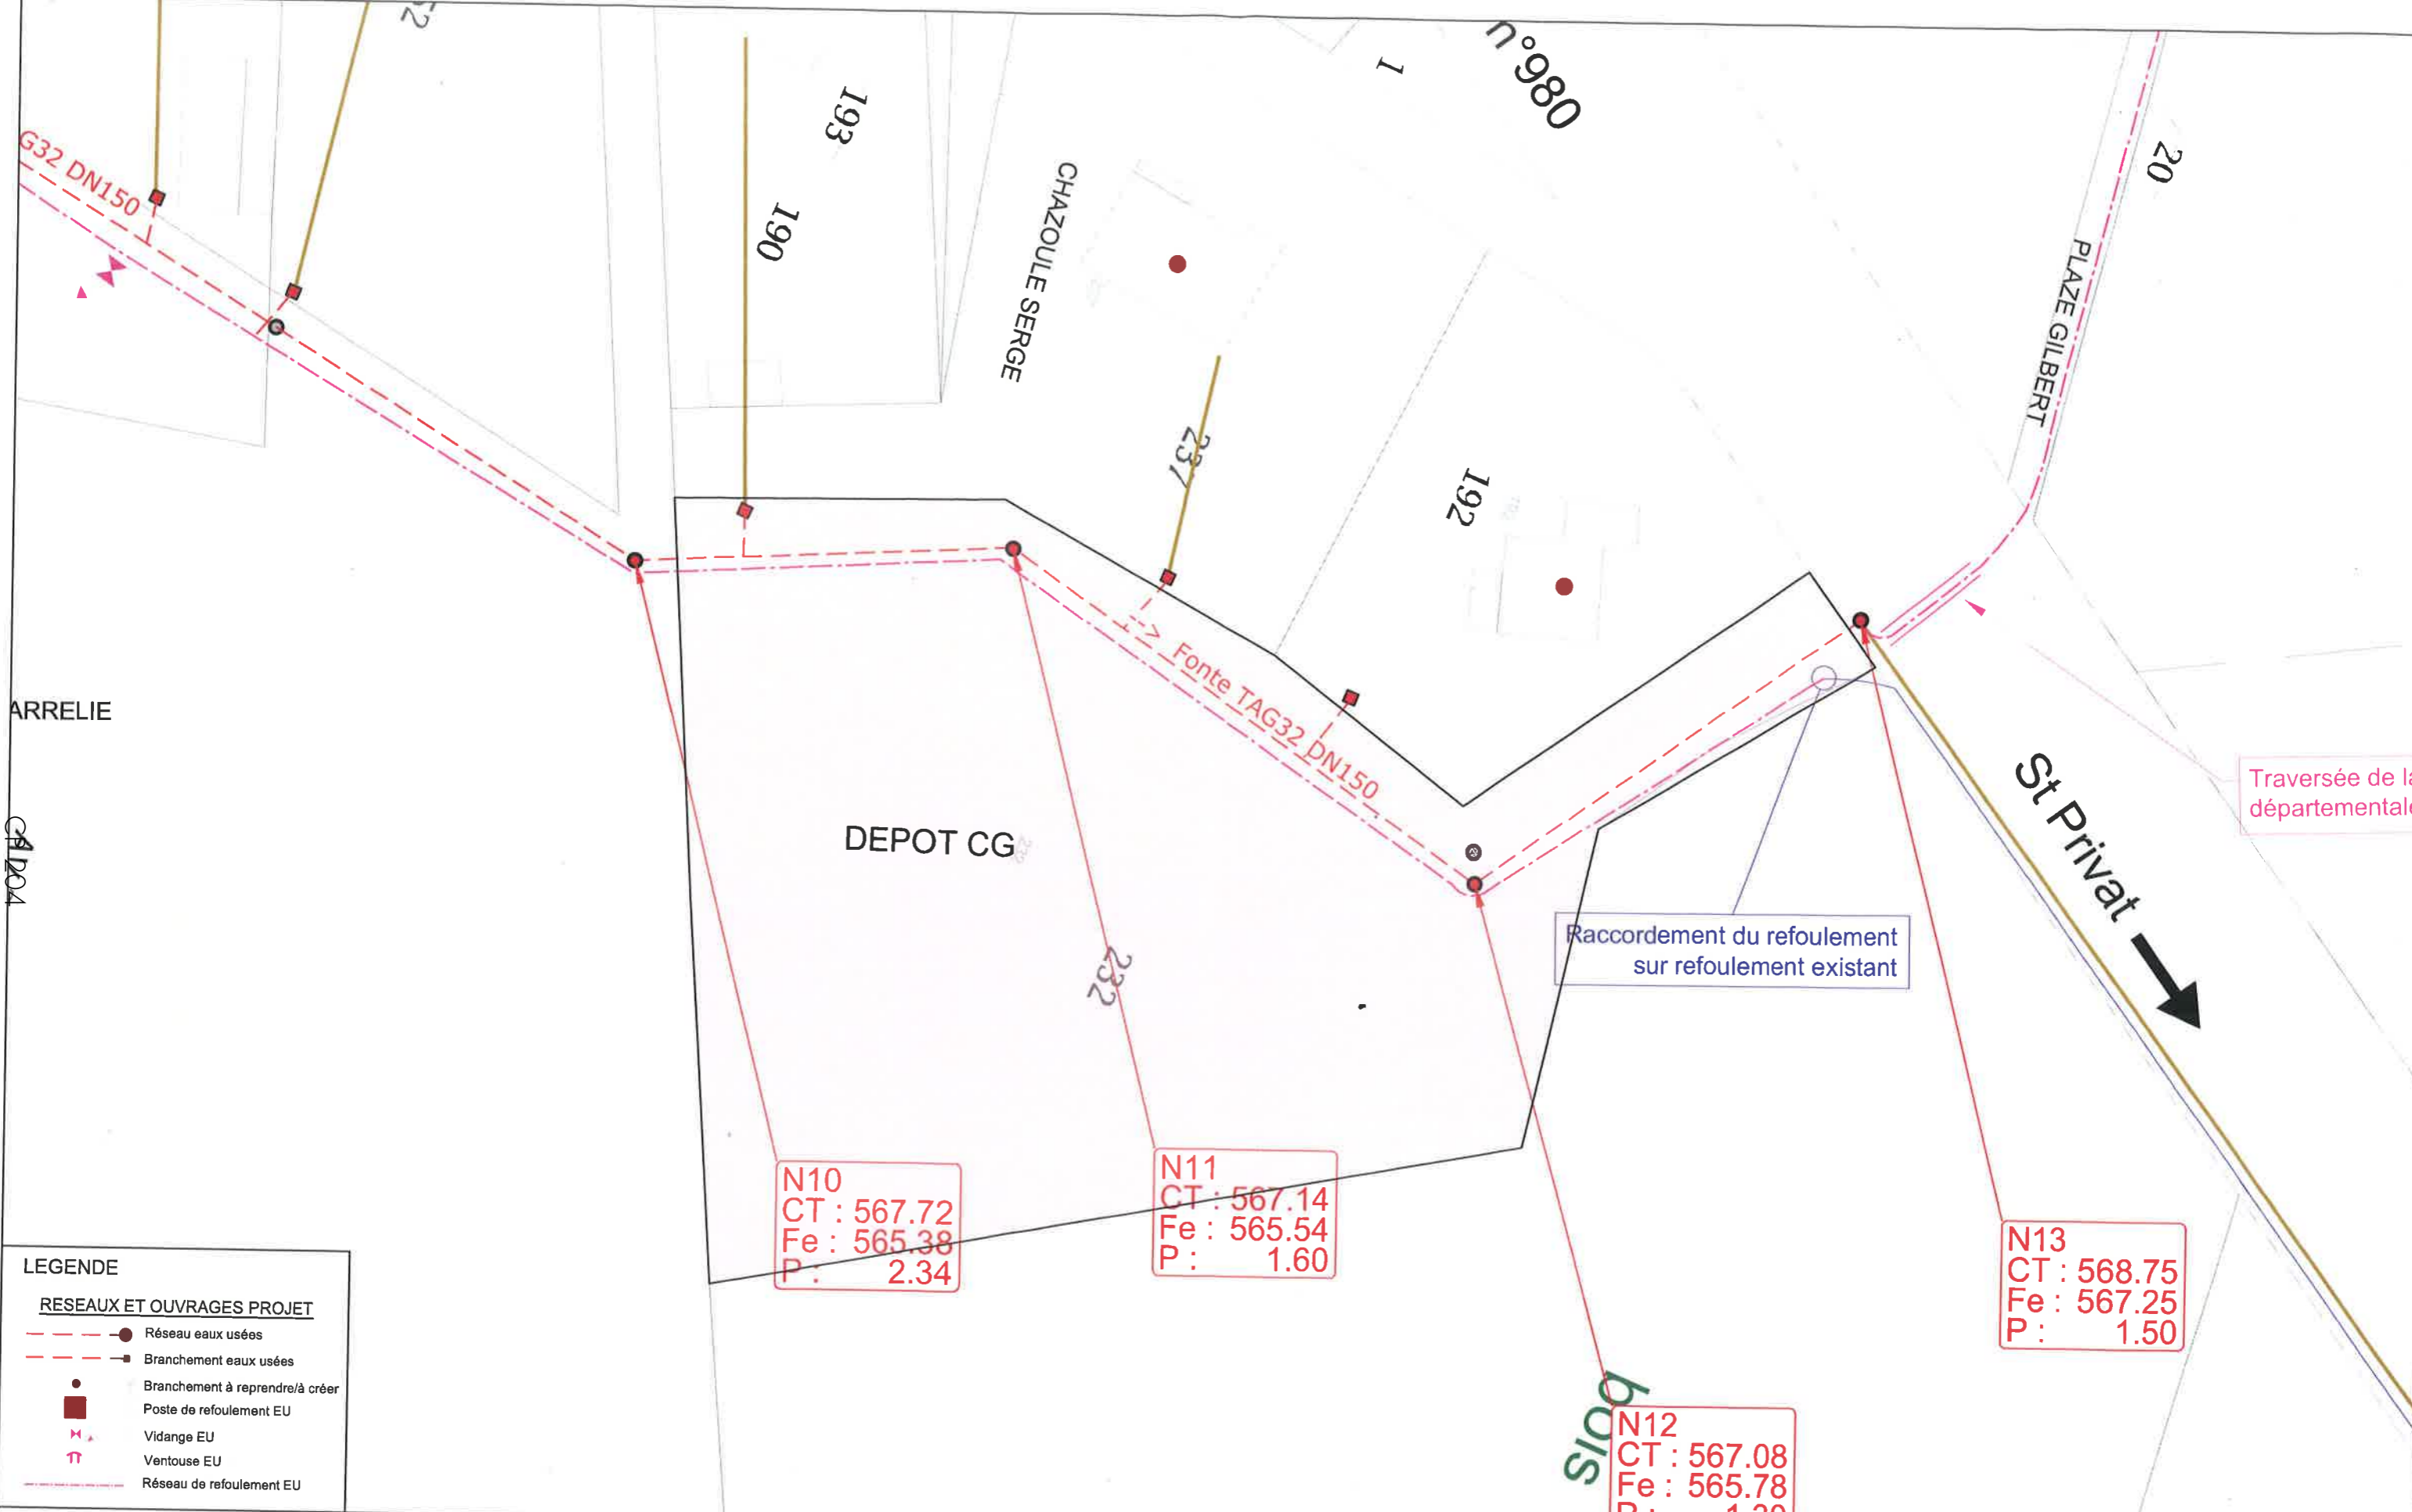 n°980
1
193
190
20
G32 DN150
CHAZOULE SERGE
PLAZE GILBERT
237
192
Fonte TAG32 DN150
ARRELIE
DEPOT CG
232
St Privat
Traversée de la
départementale
Raccordement du refoulement
sur refoulement existant
N10
CT : 567.72
Fe : 565.38
P : 2.34
N11
CT : 567.14
Fe : 565.54
P : 1.60
N13
CT : 568.75
Fe : 567.25
P : 1.50
bois
N12
CT : 567.08
Fe : 565.78
LEGENDE
RESEAUX ET OUVRAGES PROJET
Réseau eaux usées
Branchement eaux usées
Branchement à reprendre/à créer
Poste de refoulement EU
Vidange EU
Ventouse EU
Réseau de refoulement EU